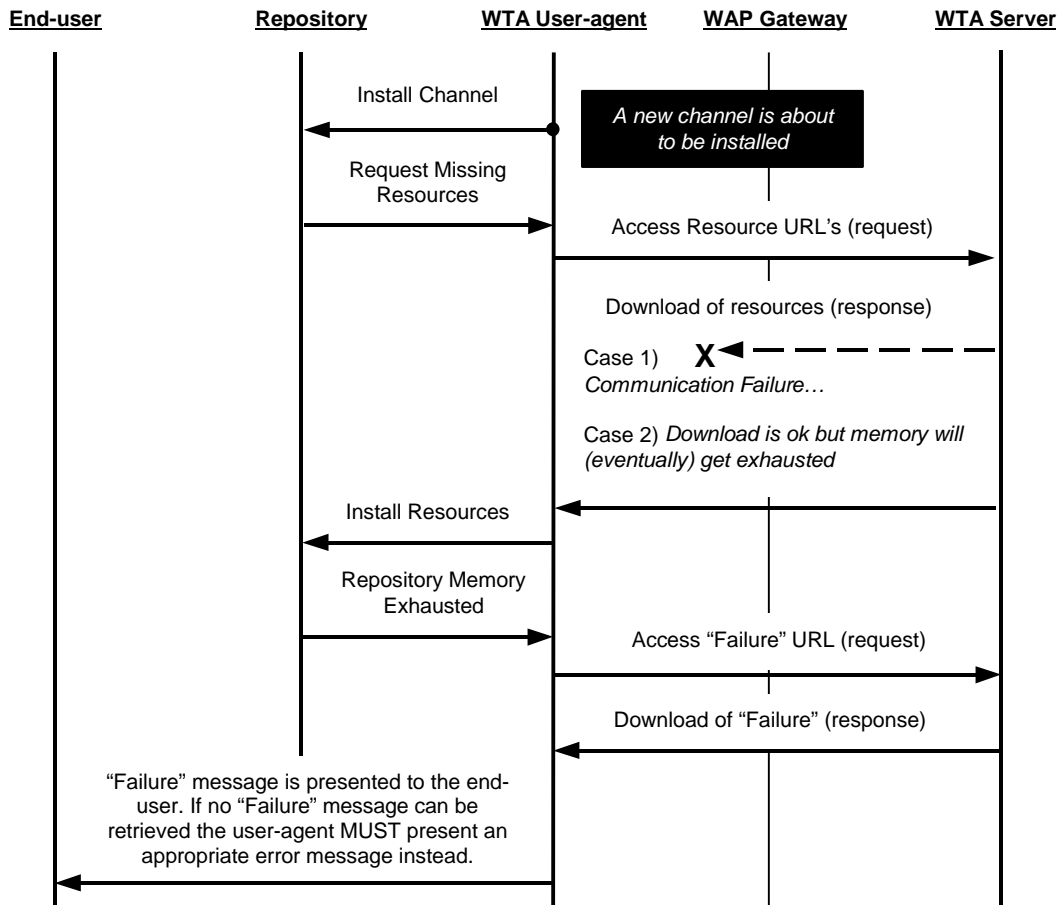 End-user
Repository
WTA User-agent
WAP Gateway
WTA Server
Install Channel
A new channel is about
to be installed
Request Missing
Resources
Access Resource URL's (request)
Download of resources (response)
Case 1)
X
Communication Failure…
Case 2) Download is ok but memory will
(eventually) get exhausted
Install Resources
Repository Memory
Exhausted
Access “Failure” URL (request)
Download of “Failure” (response)
“Failure” message is presented to the end-
user. If no “Failure” message can be
retrieved the user-agent MUST present an
appropriate error message instead.